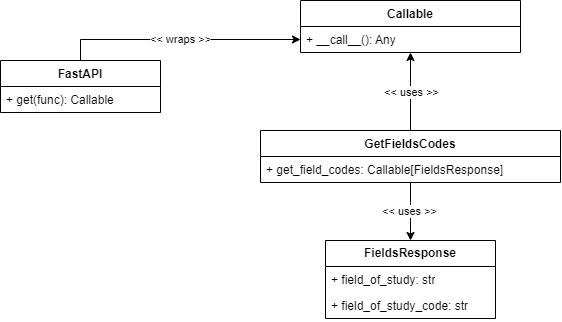 Callable
+ __call__(): Any
<< wraps >>
FastAPI
+ get(func): Callable
<< uses >>
GetFieldsCodes
+ get_field_codes: Callable[FieldsResponse]
<< uses >>
FieldsResponse
+ field_of_study: str
+ field_of_study_code: str